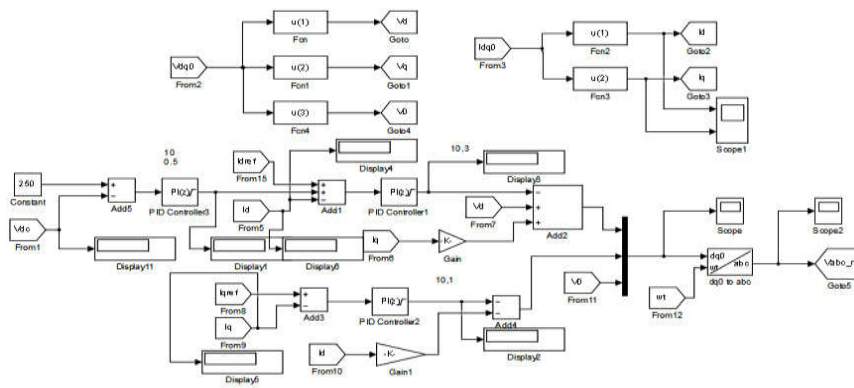 u(1)
Fcn
Vd
Goto
Vdq0
From2
u(2)
Fcn1
Vq
Goto1
u(3)
Fcn4
V0
Goto4
Idq0
From3
u(1)
Fcn2
Id
Goto2
u(2)
Fcn3
Iq
Goto3
Scope1
10
0.5
Idref
From15
Display4
10,3
Display3
250
Constant
Add5
PI(z)
PID Controller3
Id
From5
Add1
PI(z)
PID Controller1
Vd
From7
Add2
Vdc
From1
Display11
Display1
Display6
Iq
From6
-K-
Gain
Scope
Scope2
dq0
abc
wt
dq0 to abc
Goto5
V0
From11
wt
From12
Iqref
From8
Iq
From9
Add3
PI(z)
PID Controller2
10,1
Add4
Display2
Display5
Id
From10
-K-
Gain1